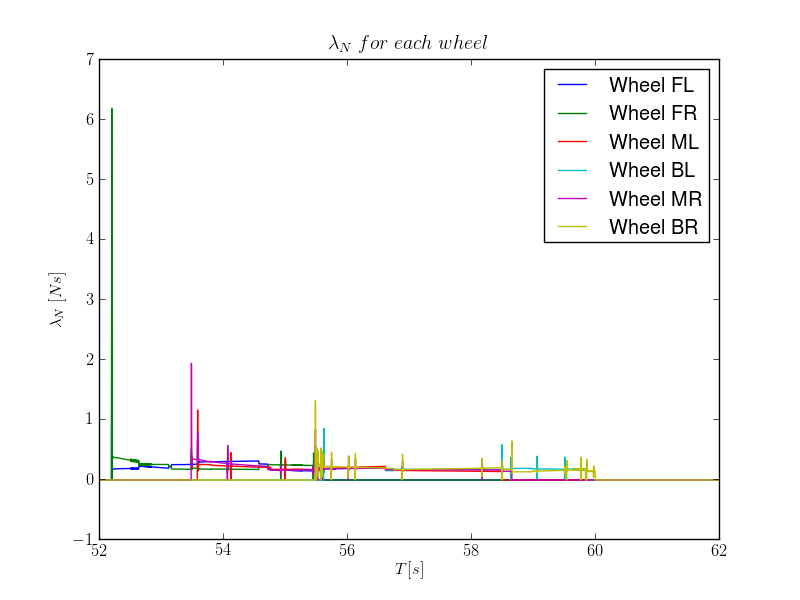 λN for each wheel
7
6
5
4
3
2
1
0
−1
λN [Ns]
Wheel FL
Wheel FR
Wheel ML
Wheel BL
Wheel MR
Wheel BR
52 54 56 58 60 62
T[s]